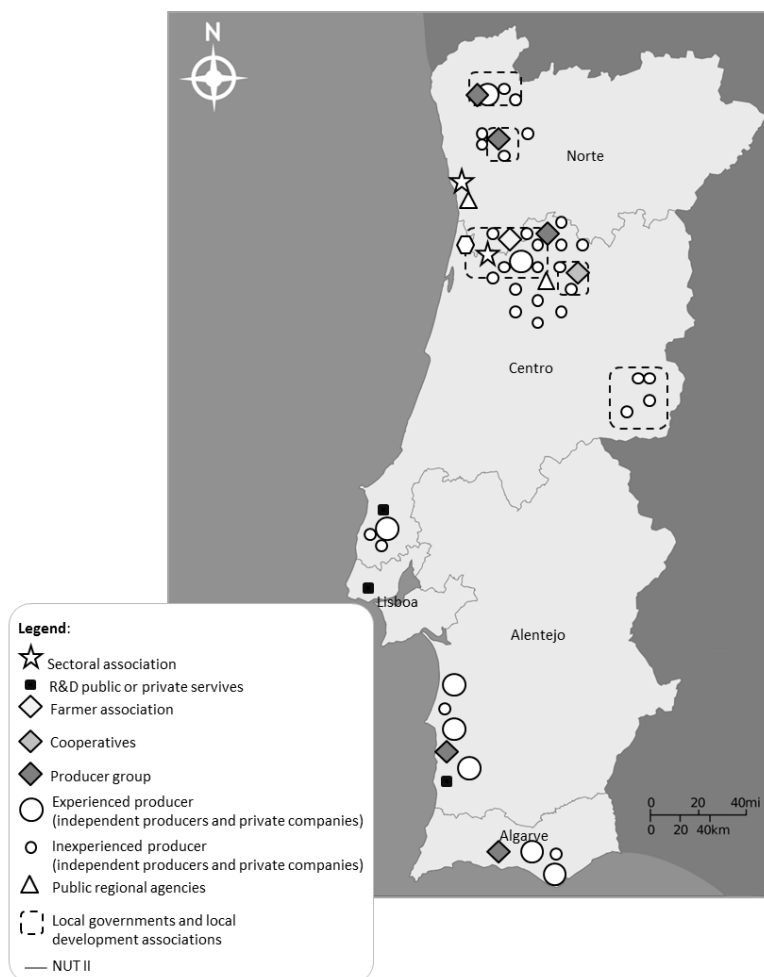 N
Norte
Centro
Lisboa
Alentejo
Algarve
0 20 40mi
0 20 40km
Legend:
Sectoral association
R&D public or private servives
Farmer association
Cooperatives
Producer group
Experienced producer
(independent producers and private companies)
Inexperienced producer
(independent producers and private companies)
Public regional agencies
Local governments and local
development associations
NUT II